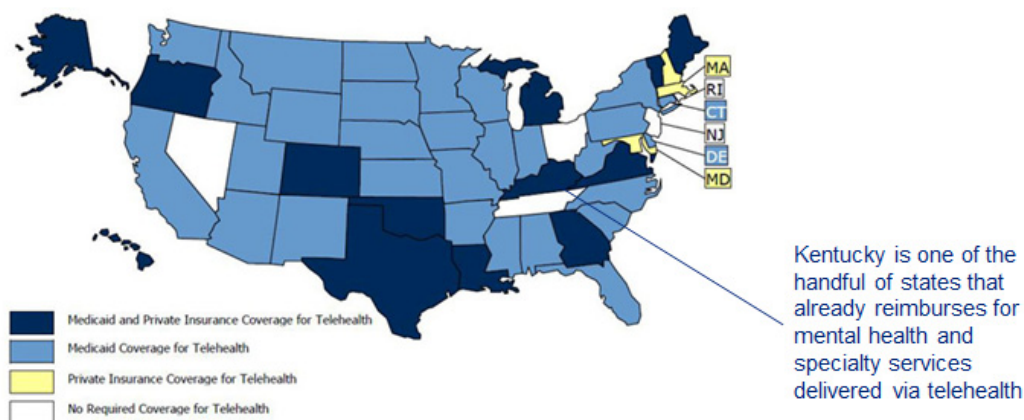 MA
RI
CT
NJ
DE
MD
Kentucky is one of the
handful of states that
already reimburses for
mental health and
specialty services
delivered via telehealth
Medicaid and Private Insurance Coverage for Telehealth
Medicaid Coverage for Telehealth
Private Insurance Coverage for Telehealth
No Required Coverage for Telehealth